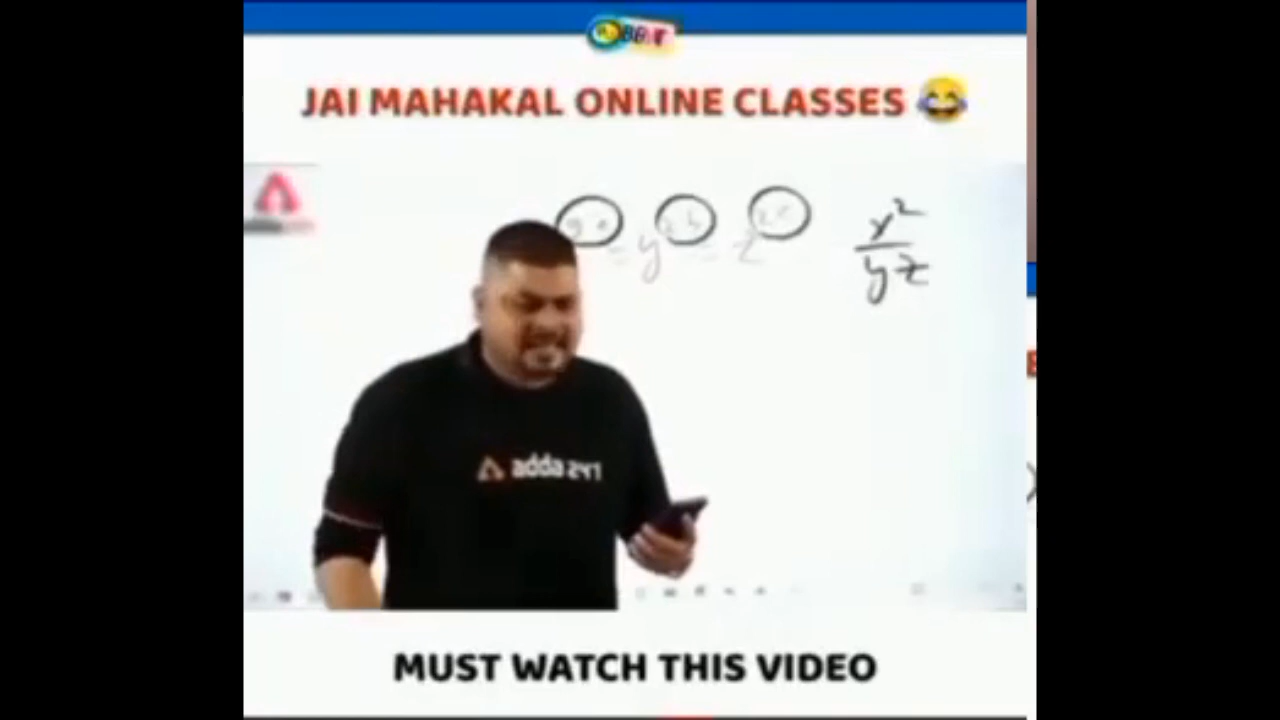 JAI MAHAKAL ONLINE CLASSES 😂
x²
yz
adda 247
MUST WATCH THIS VIDEO